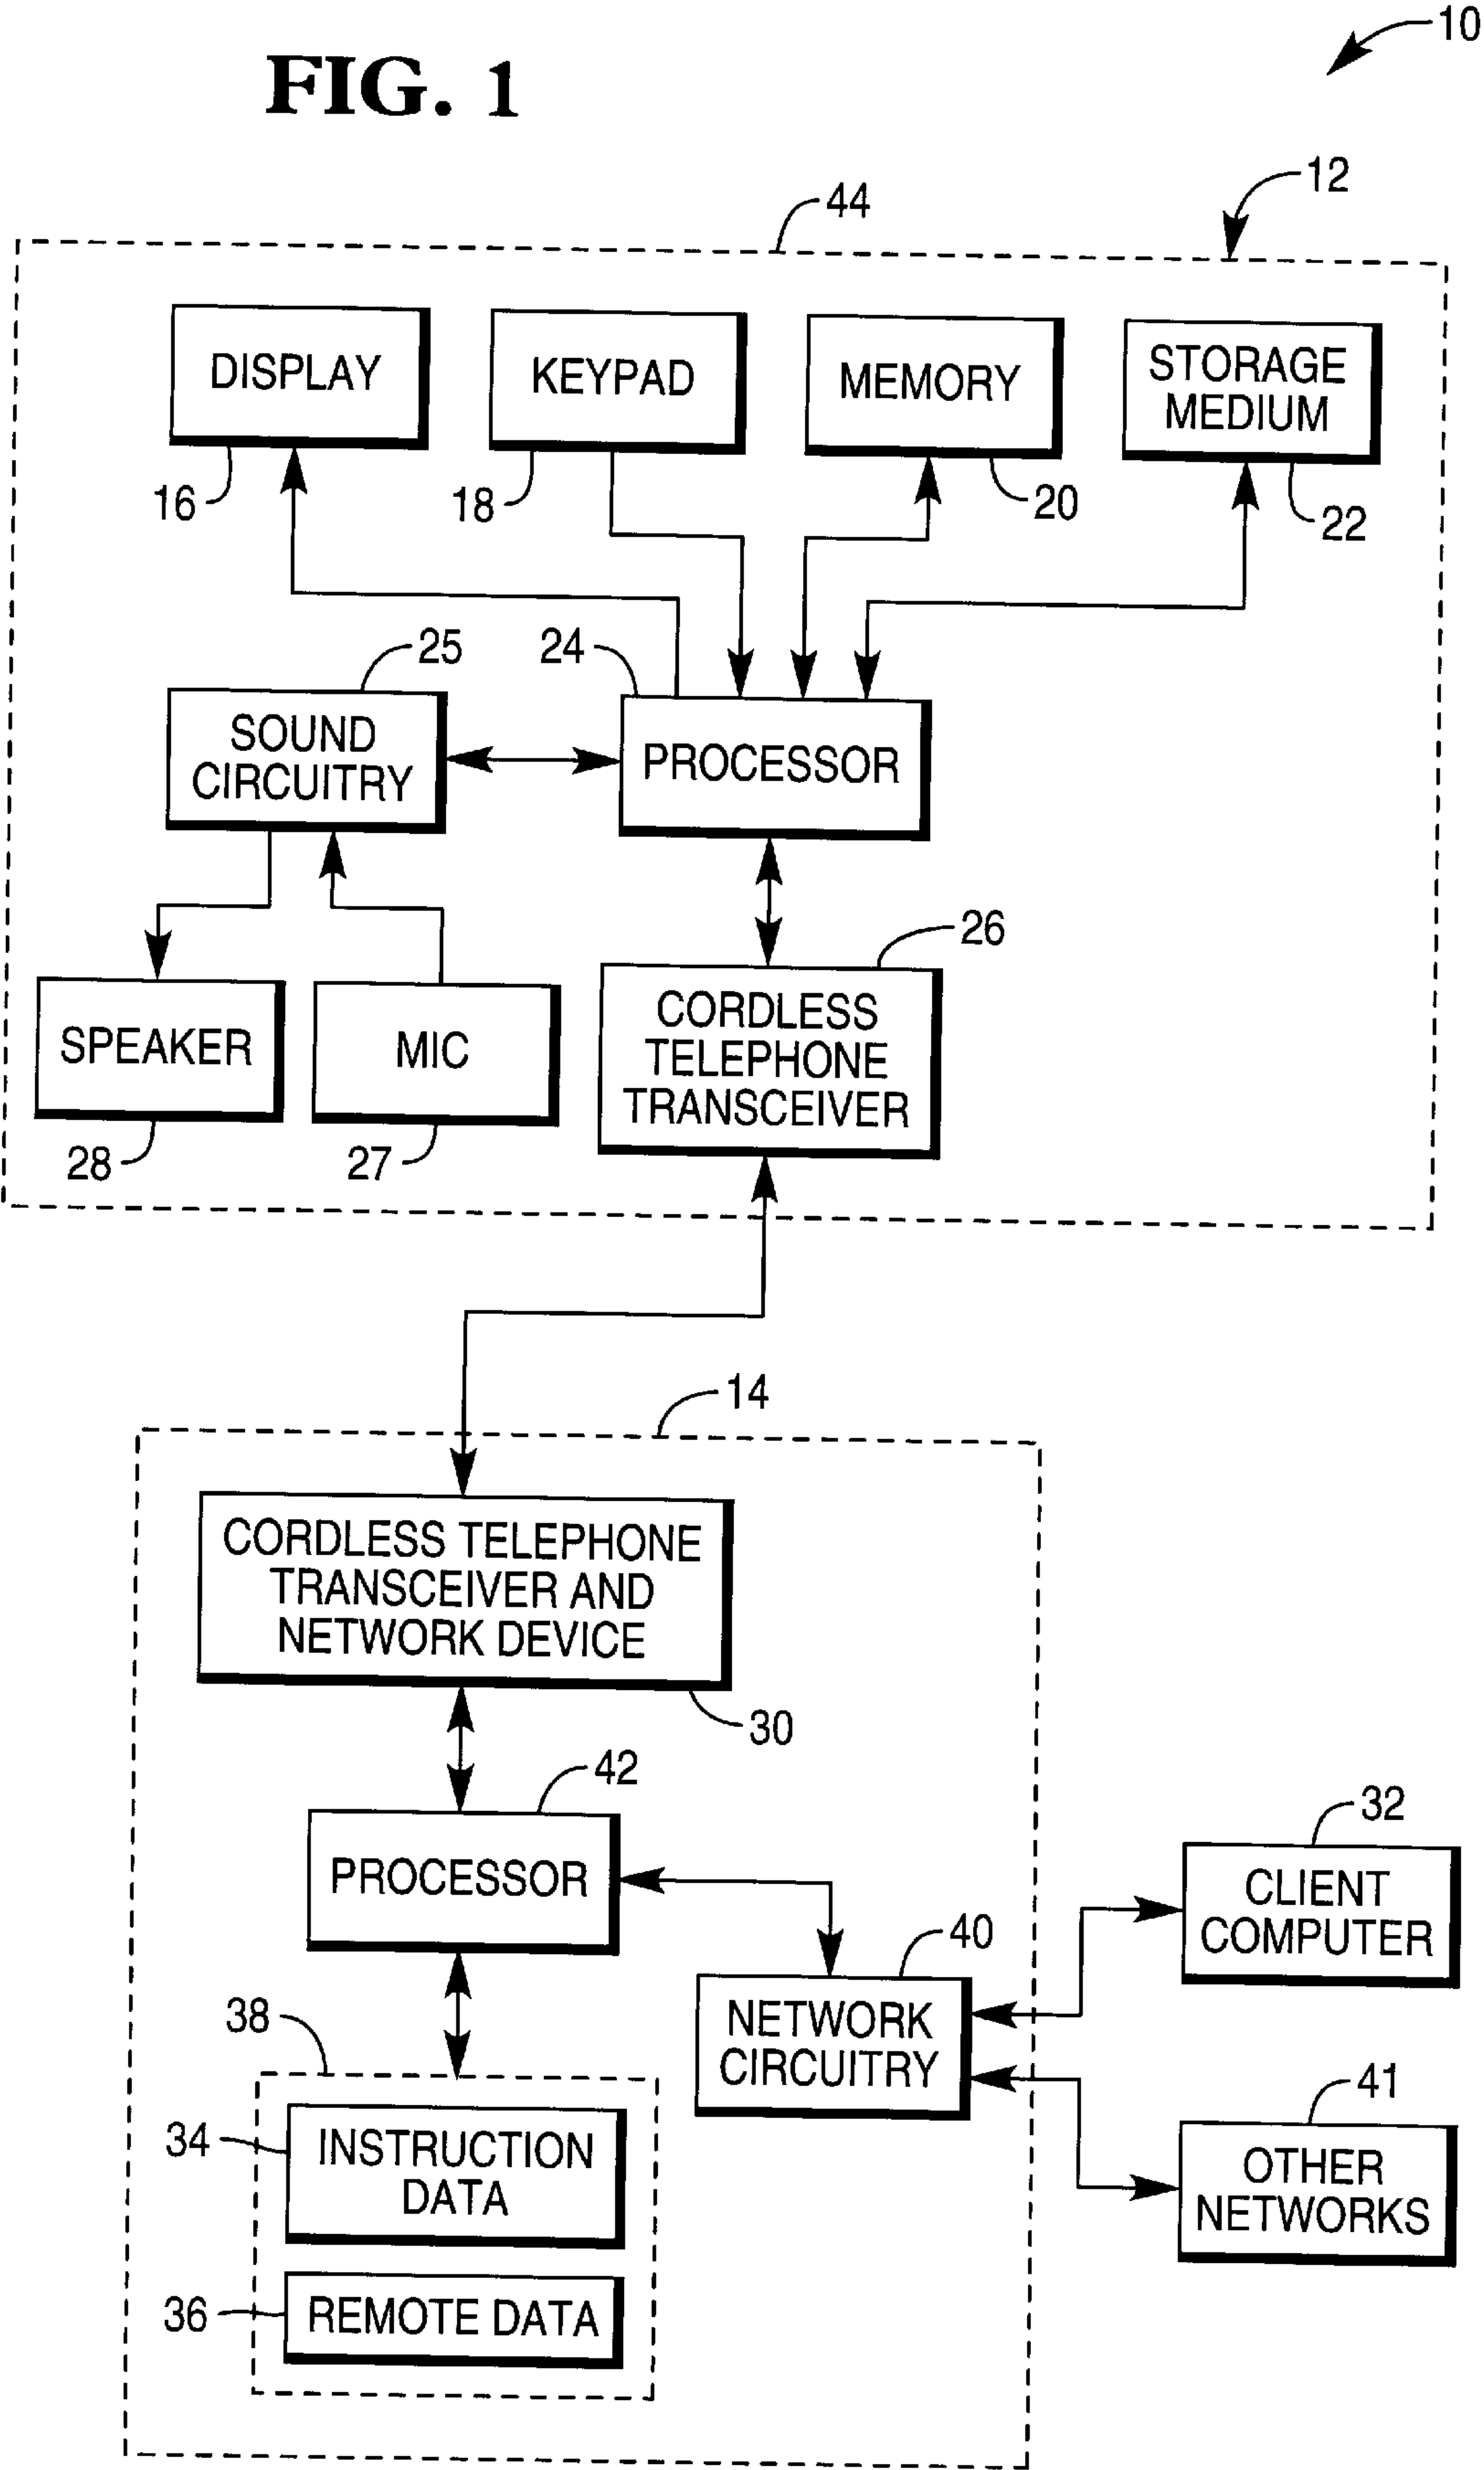 10
FIG. 1
12
44
DISPLAY
KEYPAD
MEMORY
STORAGE
MEDIUM
16
18
20
22
25
24
SOUND
CIRCUITRY
PROCESSOR
26
SPEAKER
MIC
CORDLESS
TELEPHONE
TRANSCEIVER
28
27
14
CORDLESS TELEPHONE
TRANSCEIVER AND
NETWORK DEVICE
30
42
32
PROCESSOR
CLIENT
COMPUTER
40
38
NETWORK
CIRCUITRY
41
34
INSTRUCTION
DATA
OTHER
NETWORKS
36
REMOTE DATA